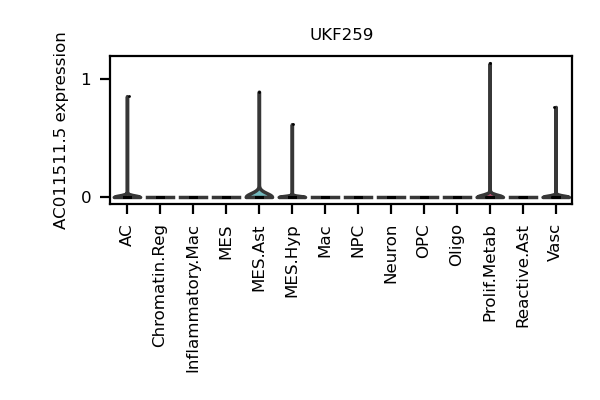 UKF259
AC011511.5 expression
1
0
AC
Chromatin.Reg
Inflammatory.Mac
MES
MES.Ast
MES.Hyp
Mac
NPC
Neuron
OPC
Oligo
Prolif.Metab
Reactive.Ast
Vasc